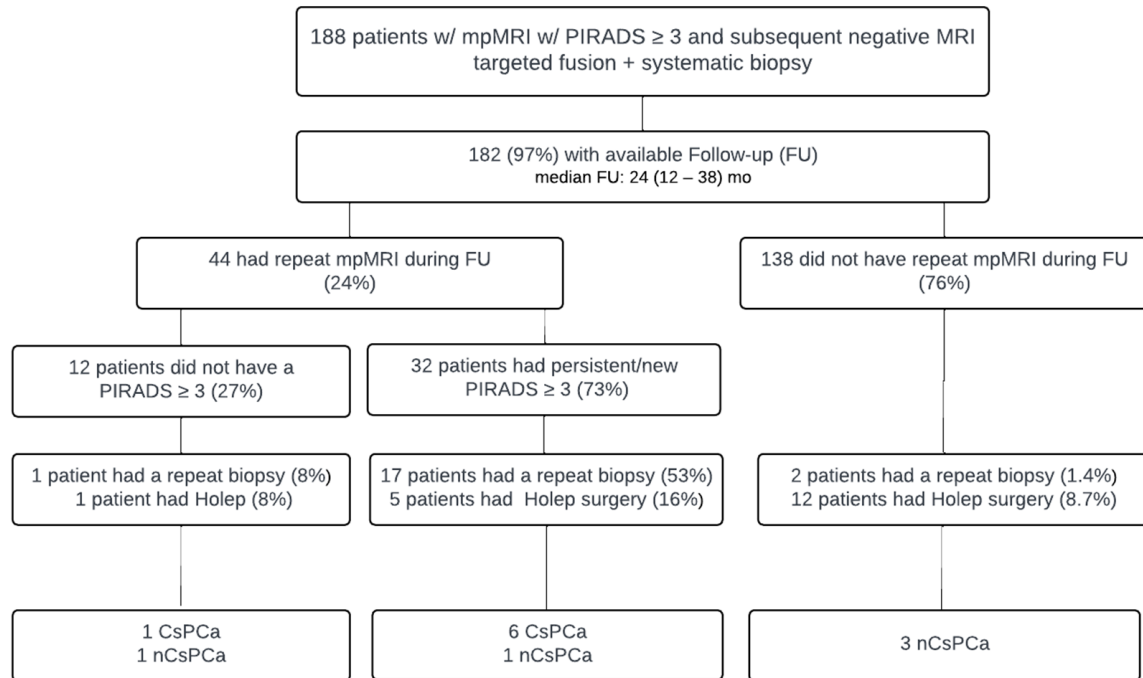 188 patients w/ mpMRI w/ PIRADS ≥ 3 and subsequent negative MRI
targeted fusion + systematic biopsy
182 (97%) with available Follow-up (FU)
median FU: 24 (12 – 38) mo
44 had repeat mpMRI during FU
(24%)
138 did not have repeat mpMRI during FU
(76%)
12 patients did not have a
PIRADS ≥ 3 (27%)
32 patients had persistent/new
PIRADS ≥ 3 (73%)
1 patient had a repeat biopsy (8%)
1 patient had Holep (8%)
17 patients had a repeat biopsy (53%)
5 patients had Holep surgery (16%)
2 patients had a repeat biopsy (1.4%)
12 patients had Holep surgery (8.7%)
1 CsPCa
1 nCsPCa
6 CsPCa
1 nCsPCa
3 nCsPCa